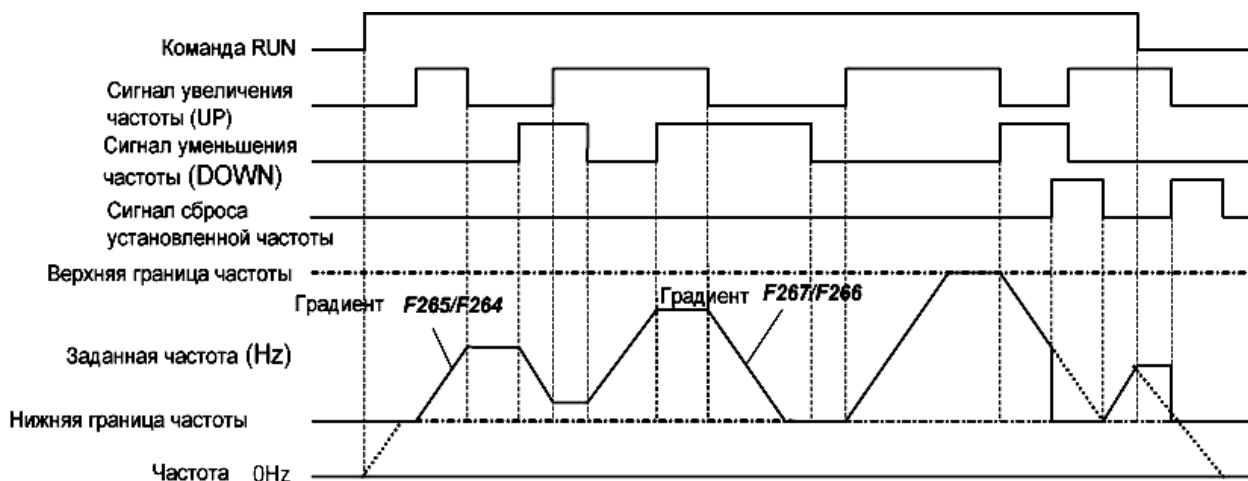 Команда RUN
Сигнал увеличения
частоты (UP)
Сигнал уменьшения
частоты (DOWN)
Сигнал сброса
установленной частоты
Верхняя граница частоты
Градиент F265/F264
Градиент F267/F266
Заданная частота (Hz)
Нижняя граница частоты
Частота 0Hz